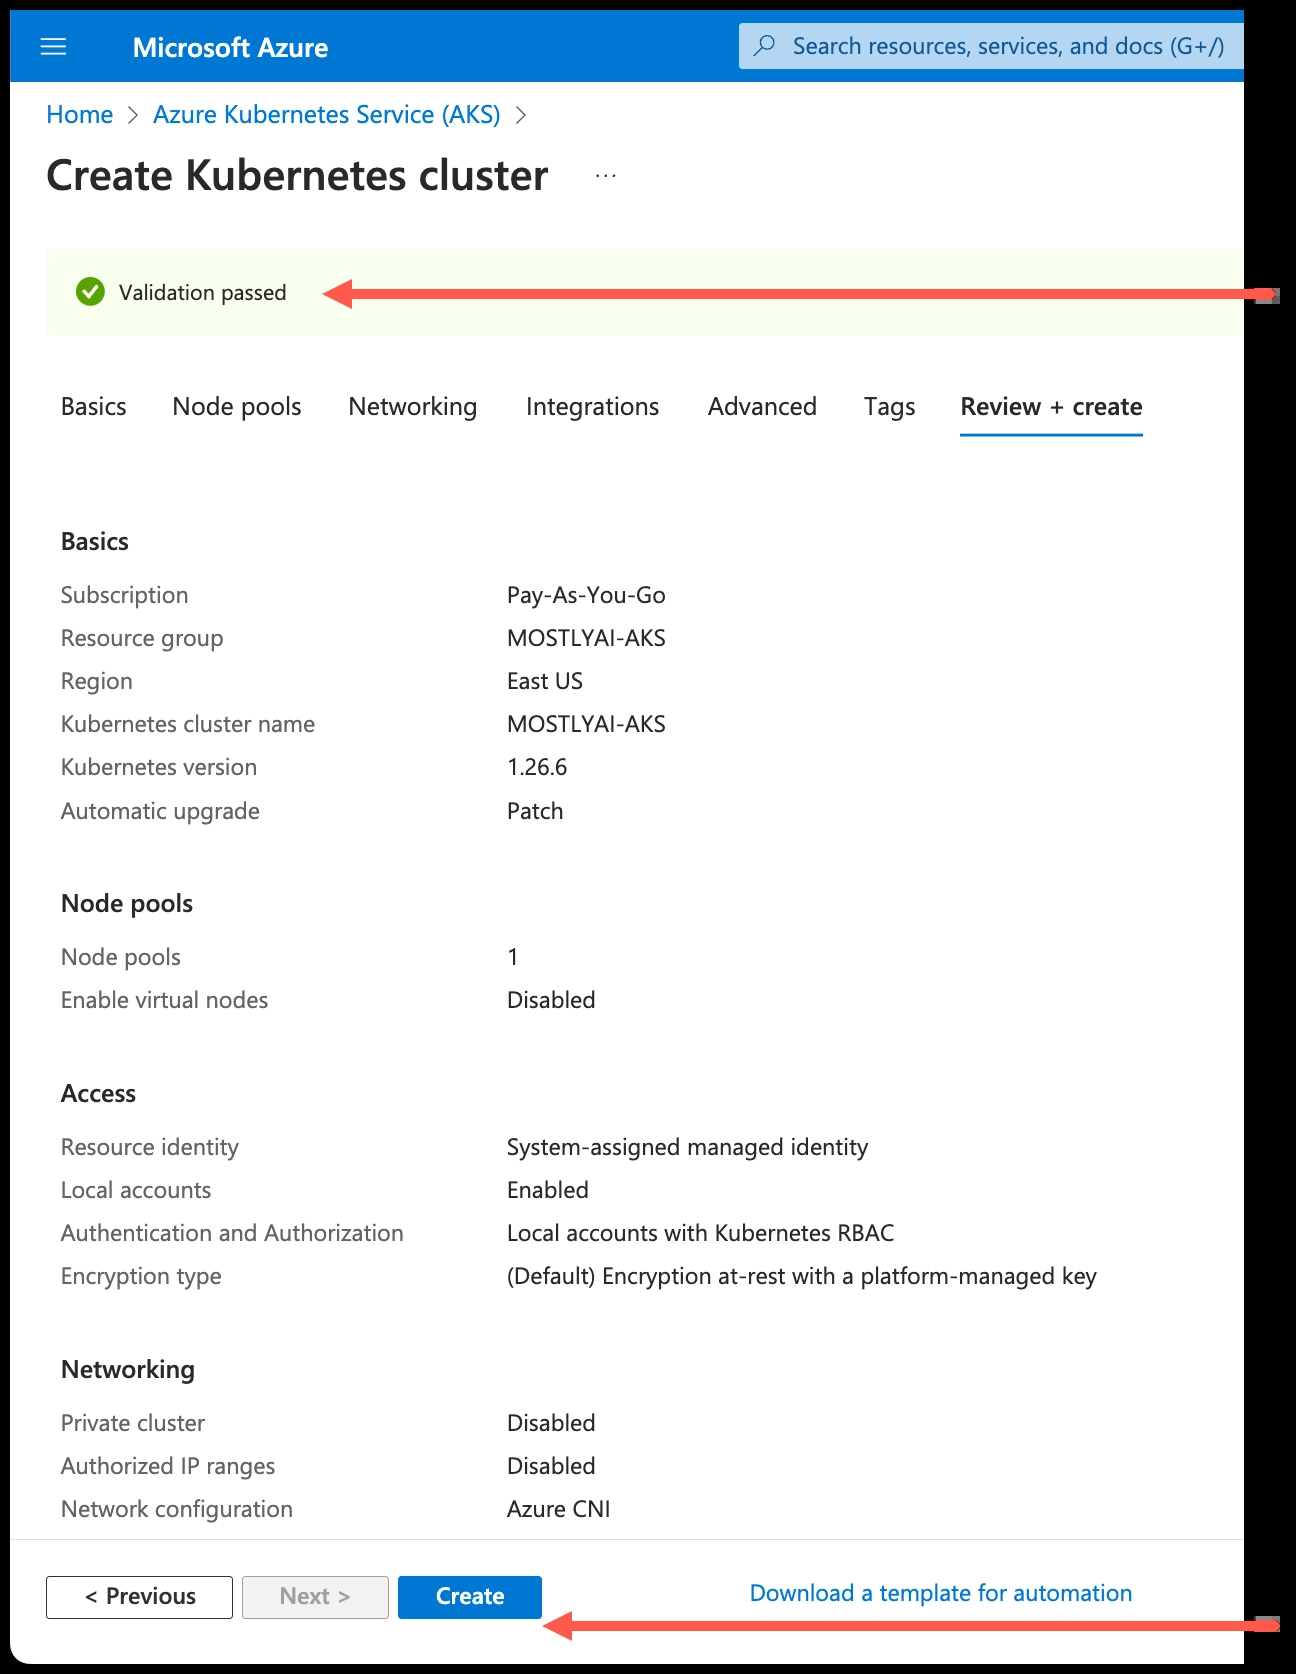 Microsoft Azure
Search resources, services, and docs (G+/)
Home > Azure Kubernetes Service (AKS) >
Create Kubernetes cluster ...
Validation passed
Basics Node pools Networking Integrations Advanced Tags Review + create
Basics
Subscription Pay-As-You-Go
Resource group MOSTLYAI-AKS
Region East US
Kubernetes cluster name MOSTLYAI-AKS
Kubernetes version 1.26.6
Automatic upgrade Patch
Node pools
Node pools 1
Enable virtual nodes Disabled
Access
Resource identity System-assigned managed identity
Local accounts Enabled
Authentication and Authorization Local accounts with Kubernetes RBAC
Encryption type (Default) Encryption at-rest with a platform-managed key
Networking
Private cluster Disabled
Authorized IP ranges Disabled
Network configuration Azure CNI
< Previous Next > Create Download a template for automation